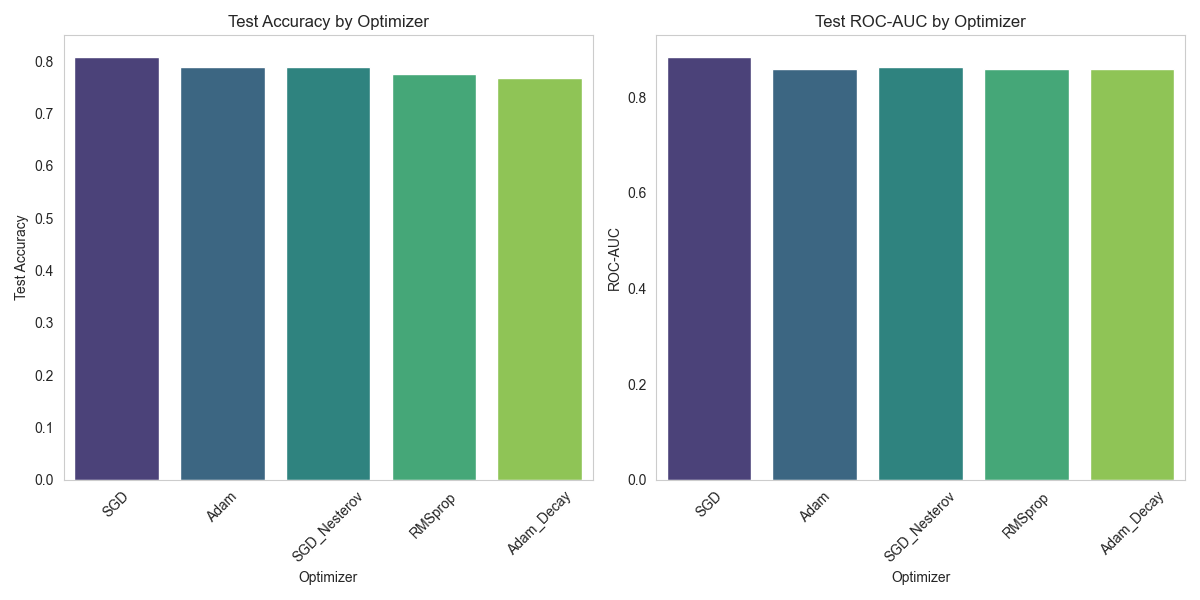 Test Accuracy by Optimizer
Test Accuracy
0.8
0.7
0.6
0.5
0.4
0.3
0.2
0.1
0.0
SGD
Adam
SGD_Nesterov
RMSprop
Adam_Decay
Optimizer
Test ROC-AUC by Optimizer
ROC-AUC
0.8
0.6
0.4
0.2
0.0
SGD
Adam
SGD_Nesterov
RMSprop
Adam_Decay
Optimizer